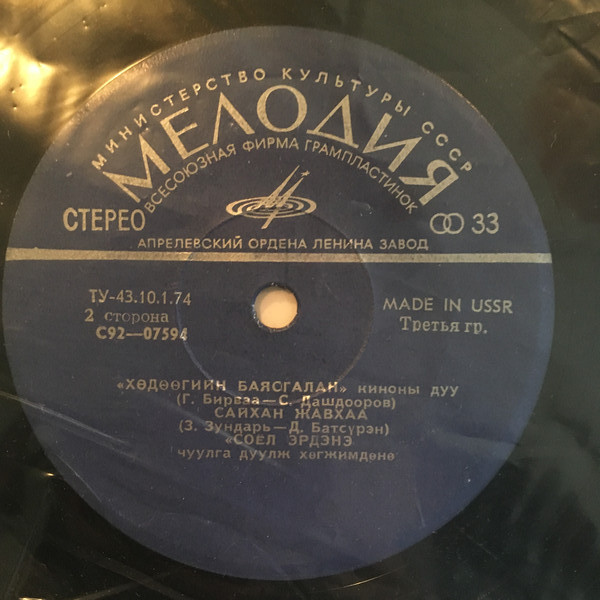 МИНИСТЕРСТВО КУЛЬТУРЫ СССР
МЕЛОДИЯ
ВСЕСОЮЗНАЯ ФИРМА ГРАМПЛАСТИНОК
СТЕРЕО
33
АПРЕЛЕВСКИЙ ОРДЕНА ЛЕНИНА ЗАВОД
ТУ-43.10.1.74
2 сторона
С92—07594
MADE IN USSR
Третья гр.
«ХӨДӨӨГИЙН БАЯСГАЛАН» киноны дуу
(Г. Бирваа—С. Дашдооров)
САЙХАН ЖАВХАА
(З. Зундарь—Д. Батсүрэн)
«СОЕЛ ЭРДЭНЭ
чуулга дуулж хөгжимдөнө